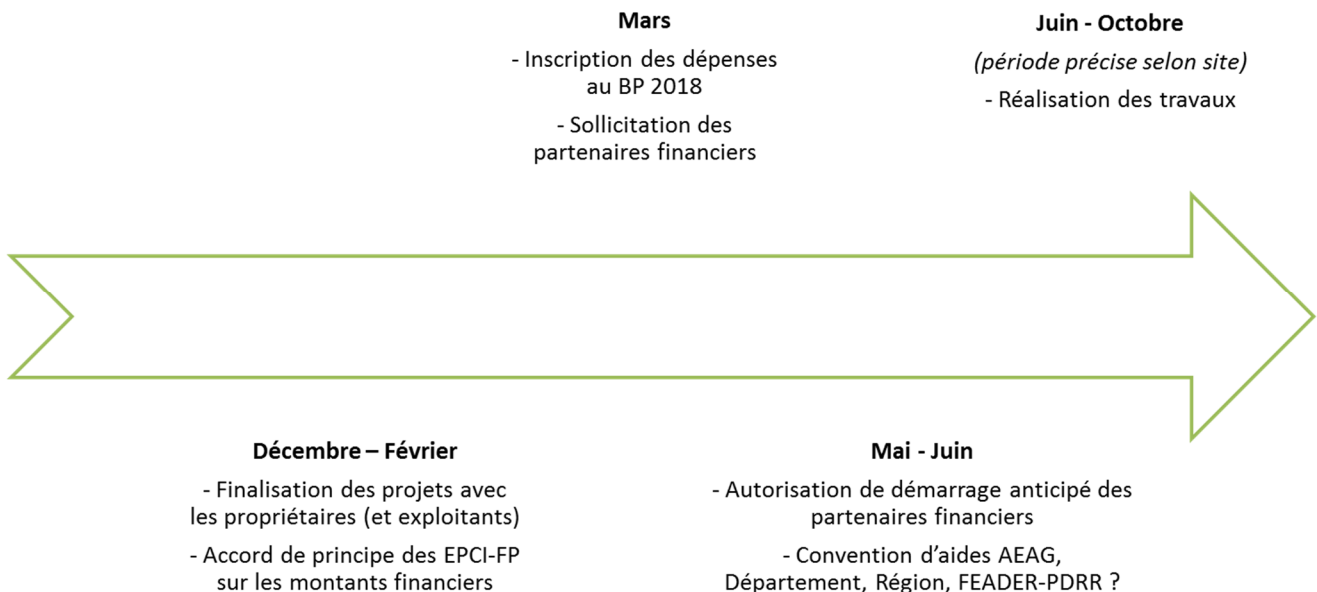 Mars
- Inscription des dépenses
au BP 2018
- Sollicitation des
partenaires financiers
Juin - Octobre
(période précise selon site)
- Réalisation des travaux
Décembre – Février
- Finalisation des projets avec
les propriétaires (et exploitants)
- Accord de principe des EPCI-FP
sur les montants financiers
Mai - Juin
- Autorisation de démarrage anticipé des
partenaires financiers
- Convention d’aides AEAG,
Département, Région, FEADER-PDRR ?